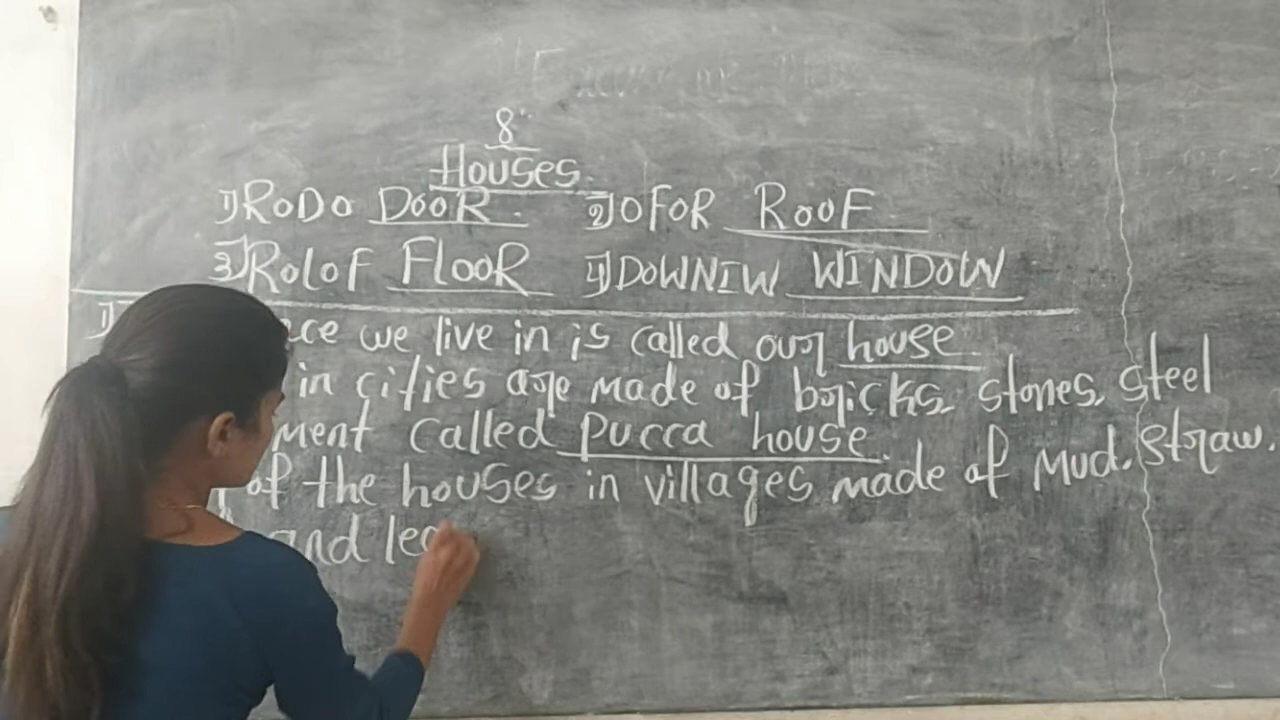 8
Houses.
1) RoDo DooR. 2) OFOR RooF
3) RoloF FlooR 4) DoWNIW WINDoW
1) we live in is called our house.
in cities are made of bricks, stones, steel
called pucca house.
of the houses in villages made of Mud, straw,
and